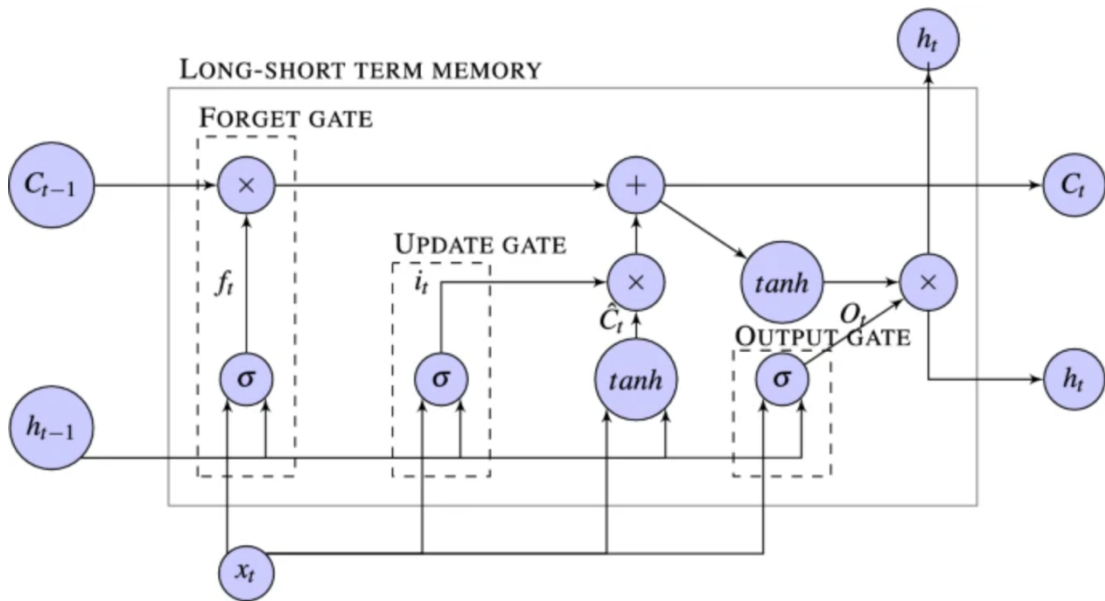 h_t
LONG-SHORT TERM MEMORY
FORGET GATE
C_{t−1}
×
+
C_t
UPDATE GATE
f_t
i_t
×
tanh
×
Ĉ_t
O_t
OUTPUT GATE
σ
σ
tanh
σ
h_t
h_{t−1}
x_t